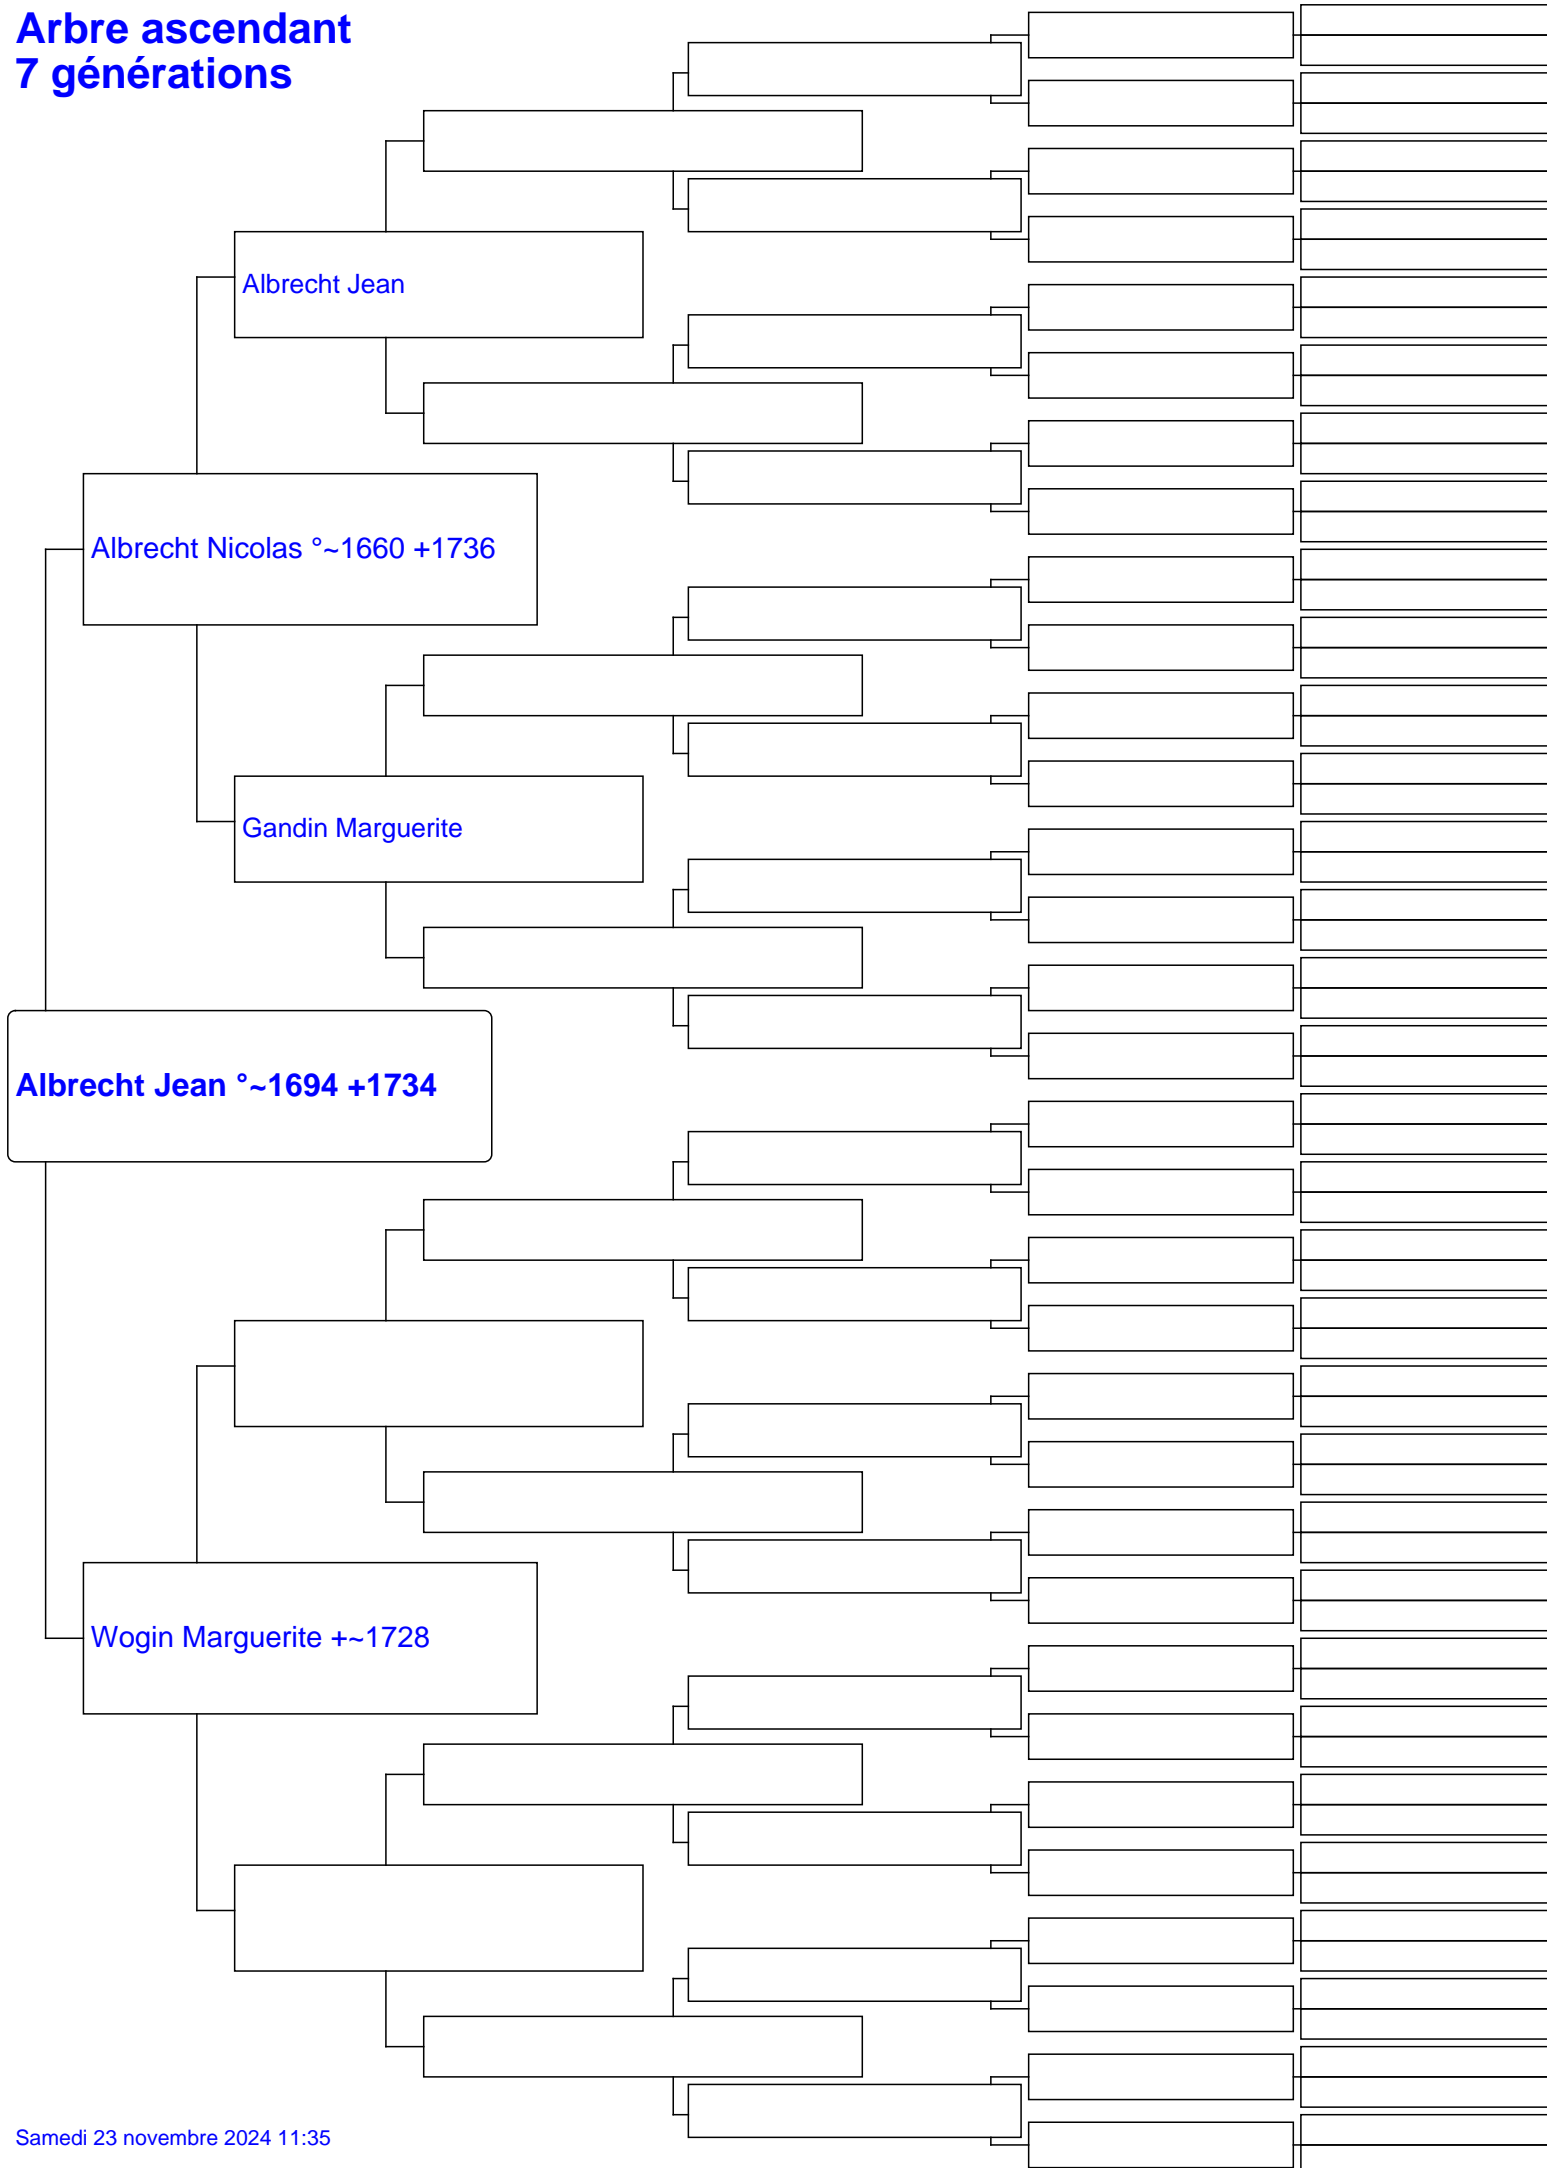 Arbre ascendant
7 générations
Albrecht Jean
Albrecht Nicolas °~1660 +1736
Gandin Marguerite
Albrecht Jean °~1694 +1734
Wogin Marguerite +~1728
Samedi 23 novembre 2024 11:35